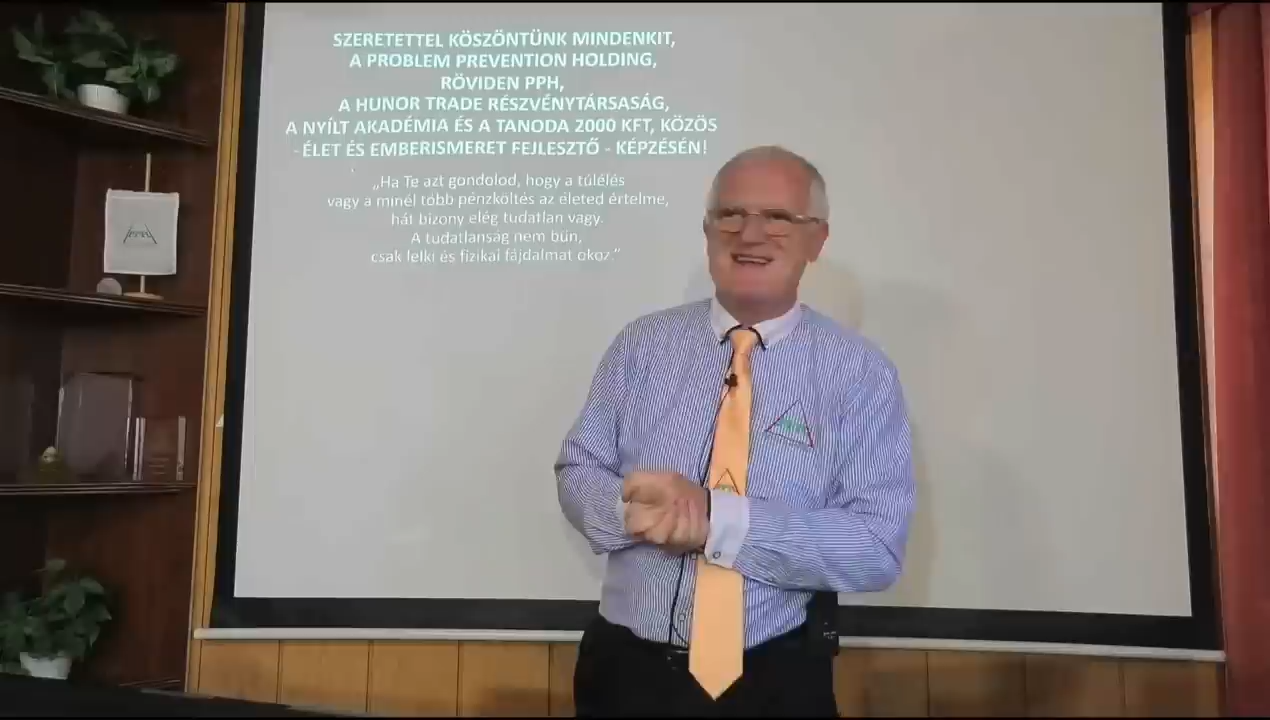 SZERETETTEL KÖSZÖNTÜNK MINDENKIT,
A PROBLEM PREVENTION HOLDING,
RÖVIDEN PPH,
A HUNOR TRADE RÉSZVÉNYTÁRSASÁG,
A NYÍLT AKADÉMIA ÉS A TANODA 2000 KFT, KÖZÖS
- ÉLET ÉS EMBERISMERET FEJLESZTŐ - KÉPZÉSÉN!
„Ha Te azt gondolod, hogy a túlélés
vagy a minél több pénzköltés az életed értelme,
hát bizony elég tudatlan vagy.
A tudatlanság nem bűn,
csak lelki és fizikai fájdalmat okoz.”